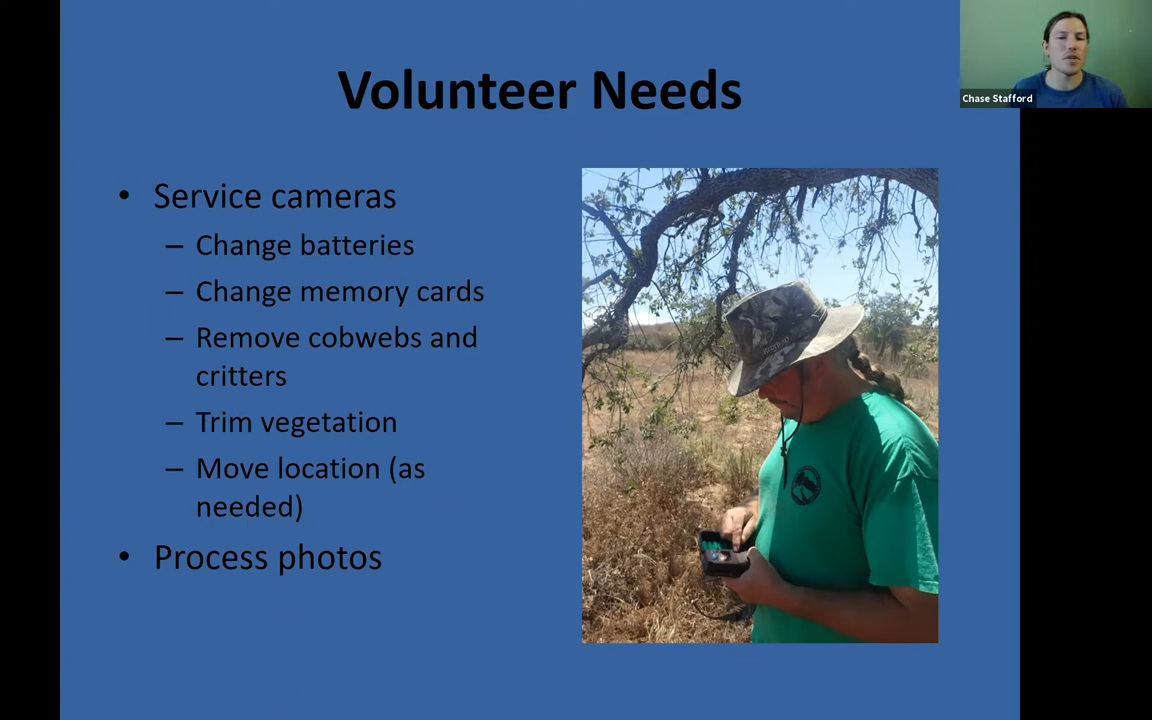 Volunteer Needs
Chase Stafford
• Service cameras
– Change batteries
– Change memory cards
– Remove cobwebs and
critters
– Trim vegetation
– Move location (as
needed)
• Process photos